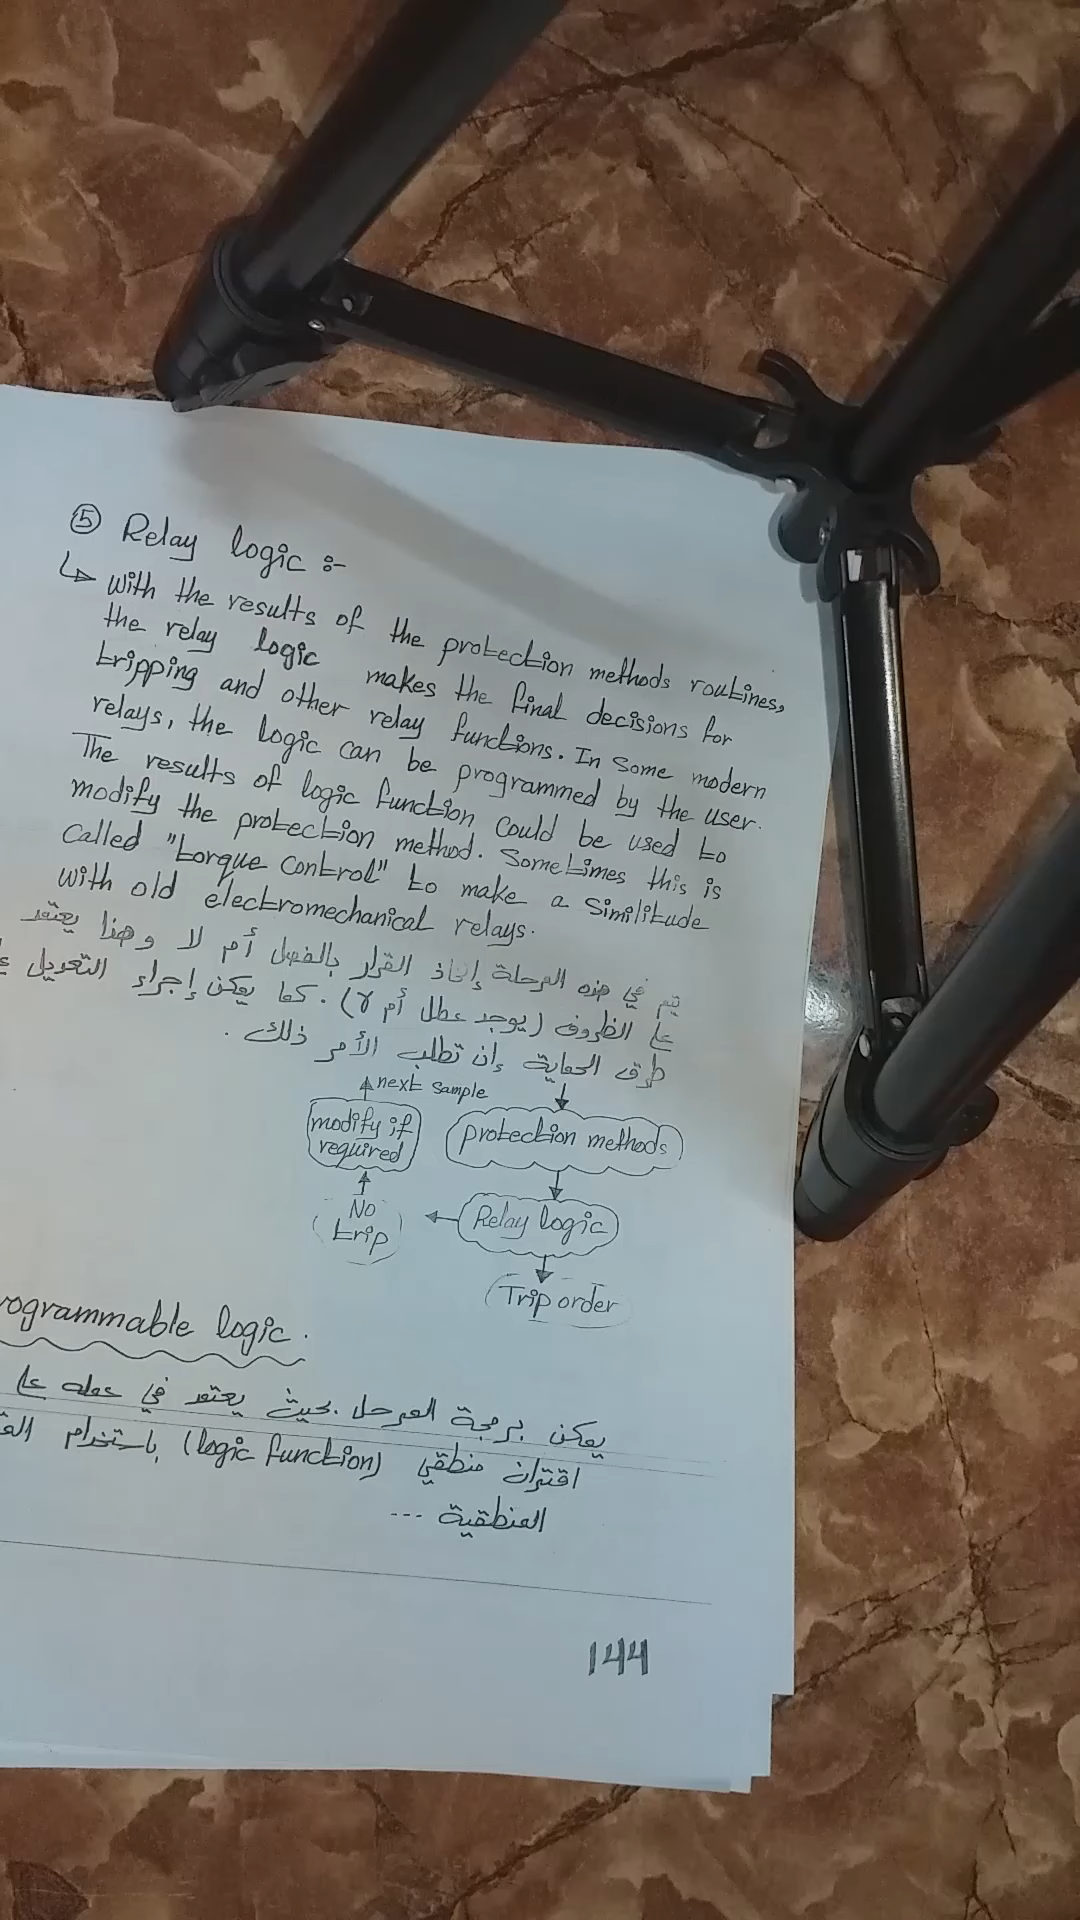 ⑤ Relay logic :-
↳ With the results of the protection methods routines,
the relay logic makes the final decisions for
tripping and other relay functions. In some modern
relays, the logic can be programmed by the user.
The results of logic function could be used to
modify the protection method. Sometimes this is
called "torque control" to make a similitude
with old electromechanical relays.
يتم في هذه المرحلة إتخاذ القرار بالفصل أم لا وهذا يعتمد
على الظروف (يوجد عطل أم لا). كما يمكن إجراء التعديل
طرق الحماية إن تطلب الأمر ذلك.
next sample
modify if
required
protection methods
No
trip
Relay logic
Trip order
rogrammable logic.
يمكن برمجة المرحل بحيث يعتمد في عمله على
اقتران منطقي (logic function) باستخدام
المنطقية ...
144